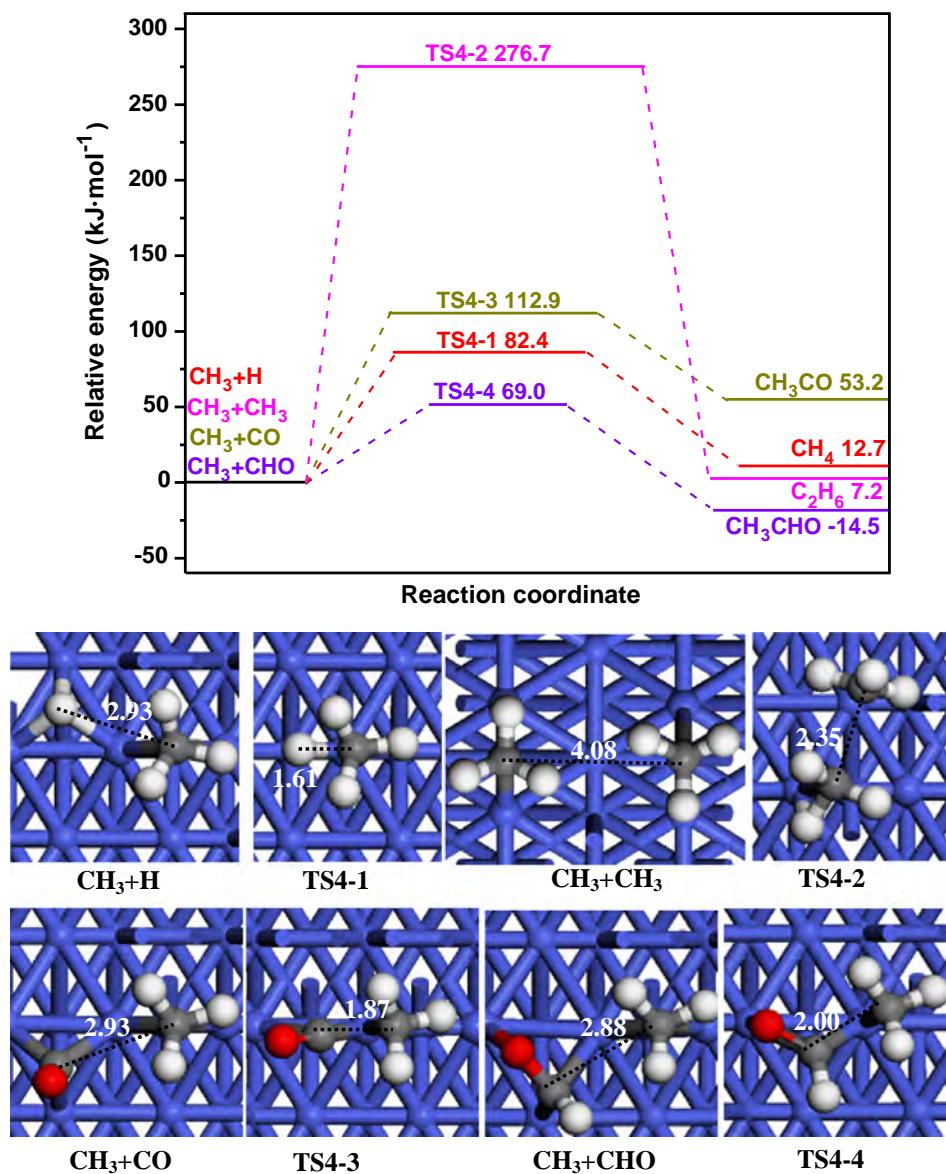 300
250
200
150
100
50
0
-50
Relative energy (kJ·mol⁻¹)
TS4-2 276.7
TS4-3 112.9
TS4-1 82.4
TS4-4 69.0
CH₃+H
CH₃+CH₃
CH₃+CO
CH₃+CHO
CH₃CO 53.2
CH₄ 12.7
C₂H₆ 7.2
CH₃CHO -14.5
Reaction coordinate
2.93
1.61
4.08
2.35
CH₃+H
TS4-1
CH₃+CH₃
TS4-2
2.93
1.87
2.88
2.00
CH₃+CO
TS4-3
CH₃+CHO
TS4-4